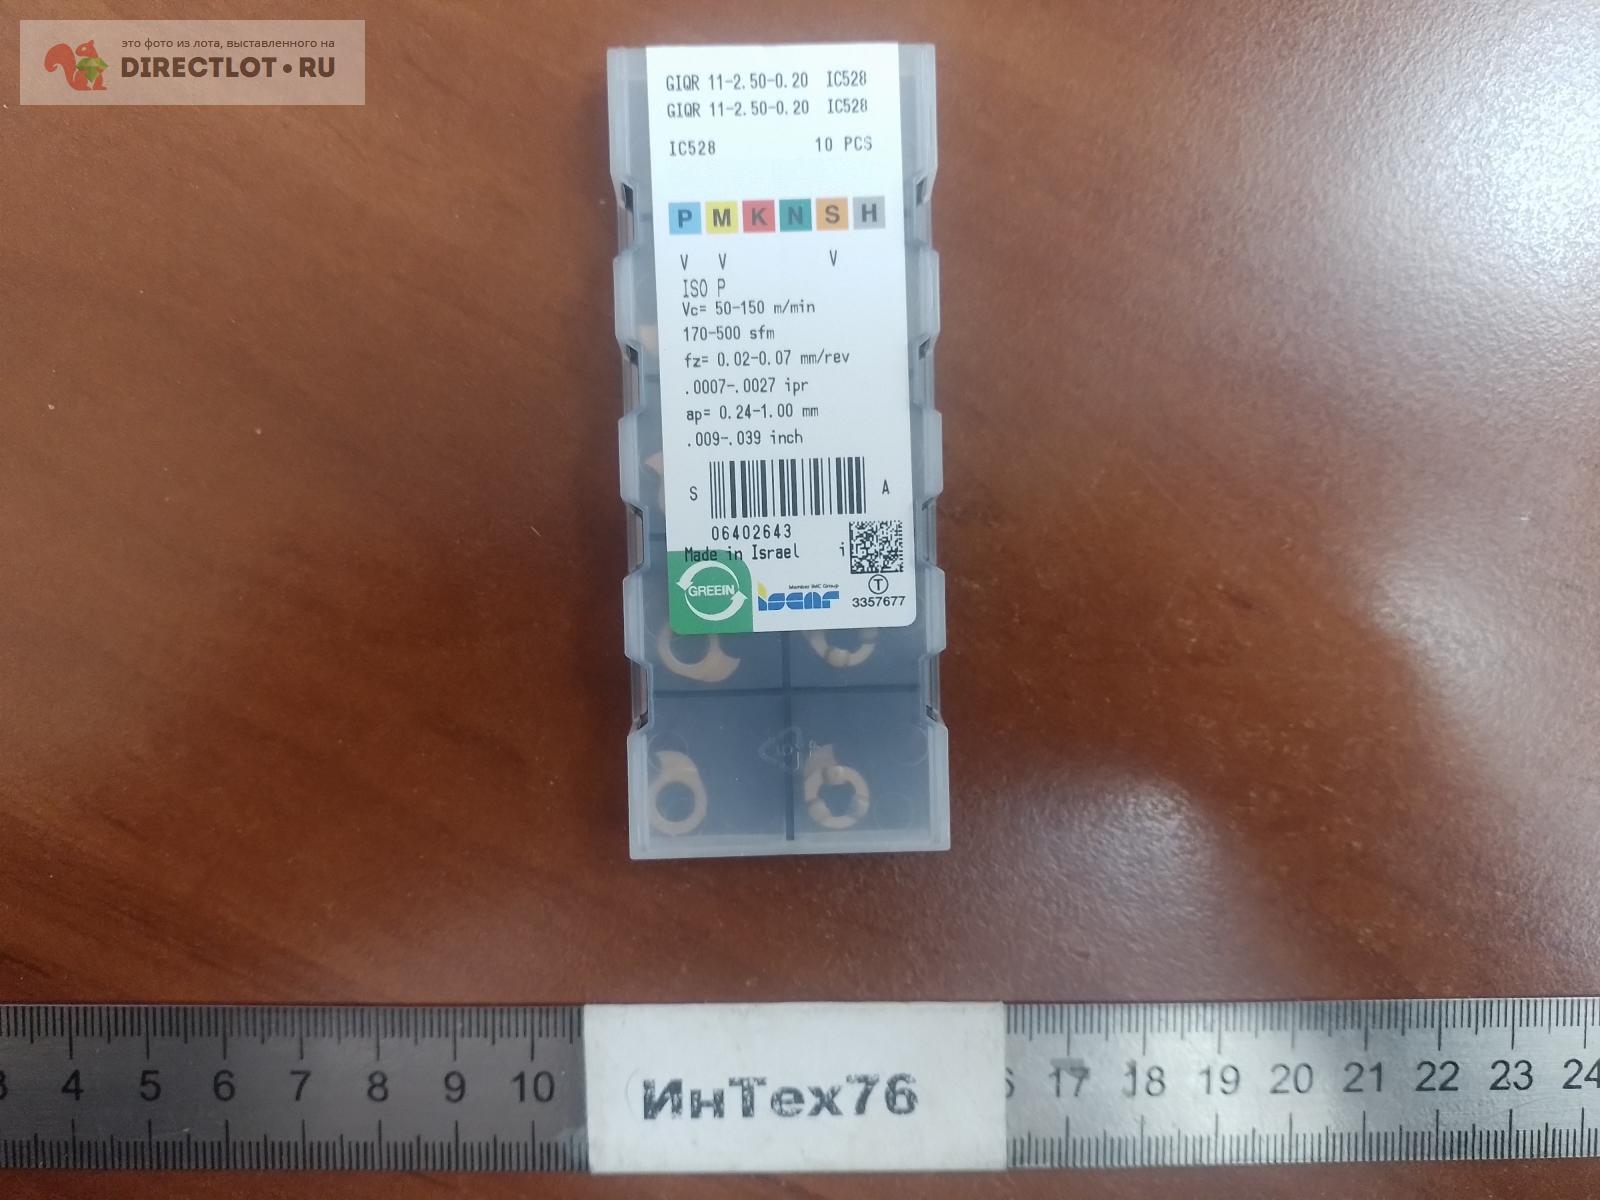 это фото из лота, выставленного на
DIRECTLOT•RU
GIQR 11-2.50-0.20 IC528
GIQR 11-2.50-0.20 IC528
IC528 10 PCS
P M K N S H
V V V
ISO P
Vc= 50-150 m/min
170-500 sfm
fz= 0.02-0.07 mm/rev
.0007-.0027 ipr
ap= 0.24-1.00 mm
.009-.039 inch
S A
06402643
Made in Israel i
GREEIN
Member IMC Group
iscar
T
3357677
4 5 6 7 8 9 10 17 18 19 20 21 22 23 24
ИнТех76